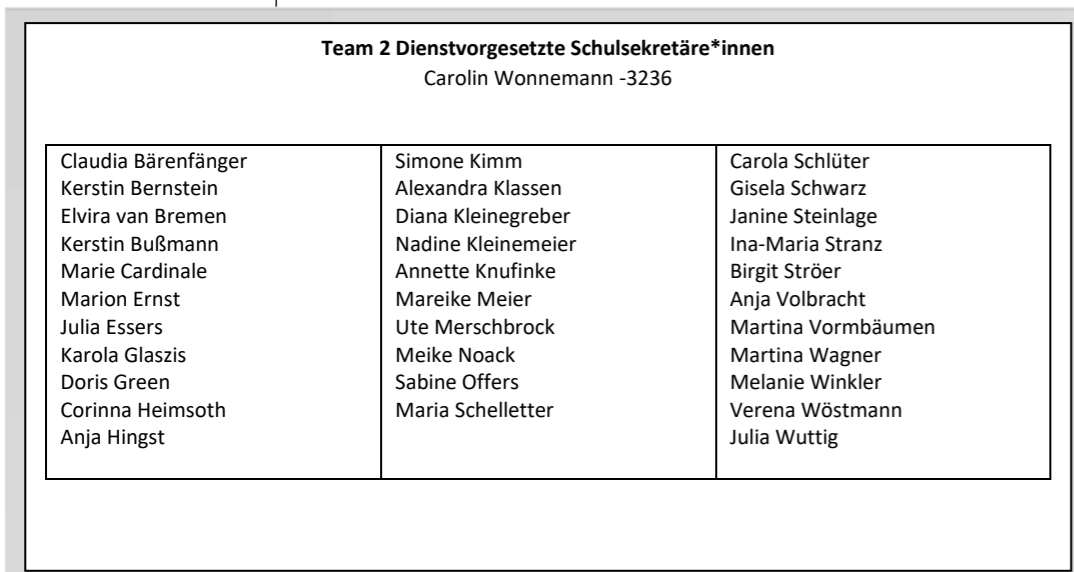 Team 2 Dienstvorgesetzte Schulsekretäre*innen
Carolin Wonnemann -3236
Claudia Bärenfänger
Kerstin Bernstein
Elvira van Bremen
Kerstin Bußmann
Marie Cardinale
Marion Ernst
Julia Essers
Karola Glaszis
Doris Green
Corinna Heimsoth
Anja Hingst
Simone Kimm
Alexandra Klassen
Diana Kleinegreber
Nadine Kleinemeier
Annette Knufinke
Mareike Meier
Ute Merschbrock
Meike Noack
Sabine Offers
Maria Schelletter
Carola Schlüter
Gisela Schwarz
Janine Steinlage
Ina-Maria Stranz
Birgit Ströer
Anja Volbracht
Martina Vormbäumen
Martina Wagner
Melanie Winkler
Verena Wöstmann
Julia Wuttig